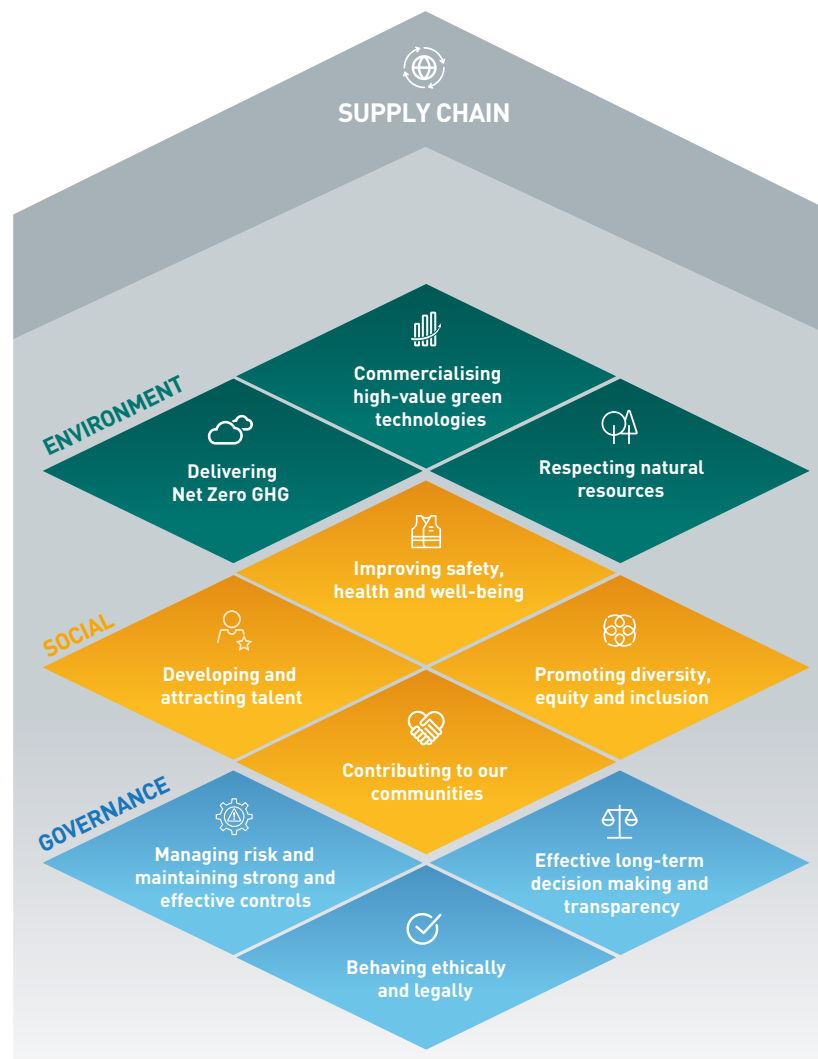 SUPPLY CHAIN
ENVIRONMENT
Commercialising
high-value green
technologies
Delivering
Net Zero GHG
Respecting natural
resources
SOCIAL
Improving safety,
health and well-being
Developing and
attracting talent
Promoting diversity,
equity and inclusion
Contributing to our
communities
GOVERNANCE
Managing risk and
maintaining strong and
effective controls
Effective long-term
decision making and
transparency
Behaving ethically
and legally